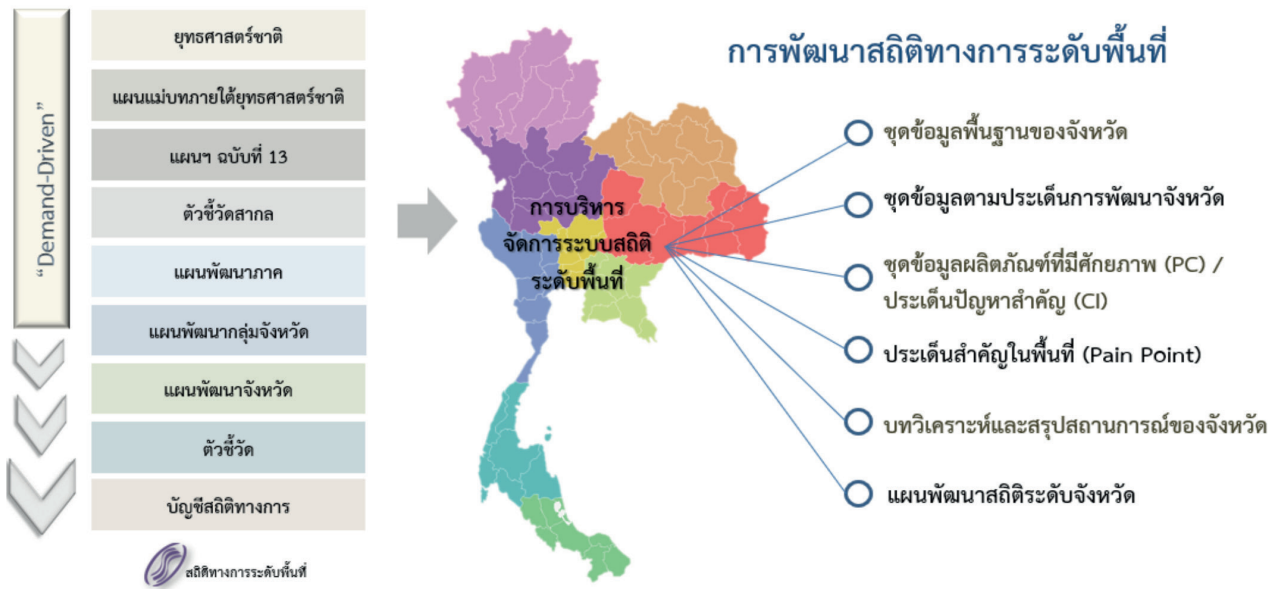 “Demand-Driven”
ยุทธศาสตร์ชาติ
แผนแม่บทภายใต้ยุทธศาสตร์ชาติ
แผนฯ ฉบับที่ 13
ตัวชี้วัดสากล
แผนพัฒนาภาค
แผนพัฒนากลุ่มจังหวัด
แผนพัฒนาจังหวัด
ตัวชี้วัด
บัญชีสถิติทางการ
สถิติทางการระดับพื้นที่
การบริหาร
จัดการระบบสถิติ
ระดับพื้นที่
การพัฒนาสถิติทางการระดับพื้นที่
ชุดข้อมูลพื้นฐานของจังหวัด
ชุดข้อมูลตามประเด็นการพัฒนาจังหวัด
ชุดข้อมูลผลิตภัณฑ์ที่มีศักยภาพ (PC) /
ประเด็นปัญหาสำคัญ (CI)
ประเด็นสำคัญในพื้นที่ (Pain Point)
บทวิเคราะห์และสรุปสถานการณ์ของจังหวัด
แผนพัฒนาสถิติระดับจังหวัด